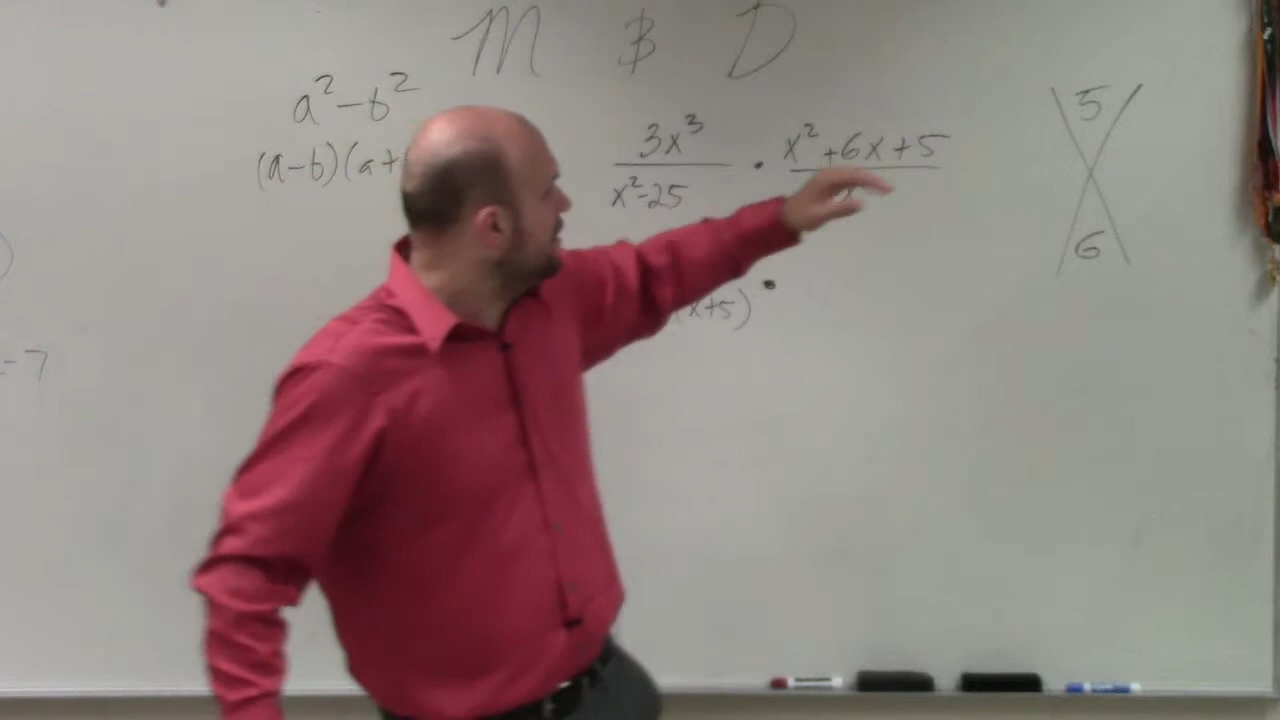 M & D
a² - b²
(a-b)(a+
3x³ / x²-25 · x²+6x+5 / x
(x+5) ·
5
6
= 7